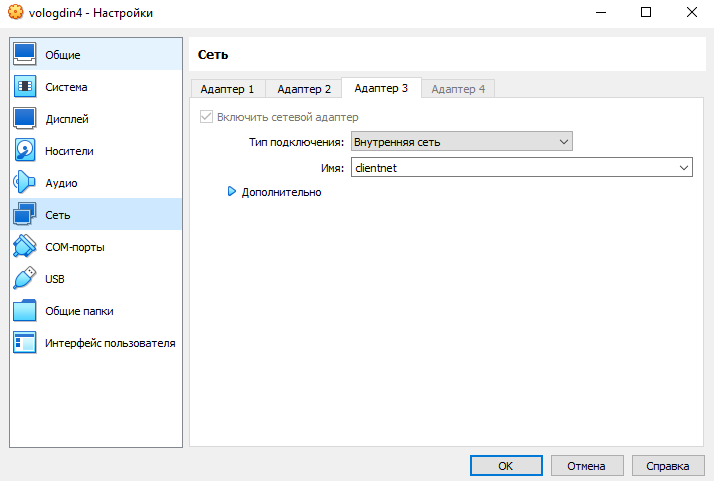 vologdin4 - Настройки
Общие
Система
Дисплей
Носители
Аудио
Сеть
COM-порты
USB
Общие папки
Интерфейс пользователя
Сеть
Адаптер 1 Адаптер 2 Адаптер 3 Адаптер 4
Включить сетевой адаптер
Тип подключения: Внутренняя сеть
Имя: clientnet
Дополнительно
OK Отмена Справка